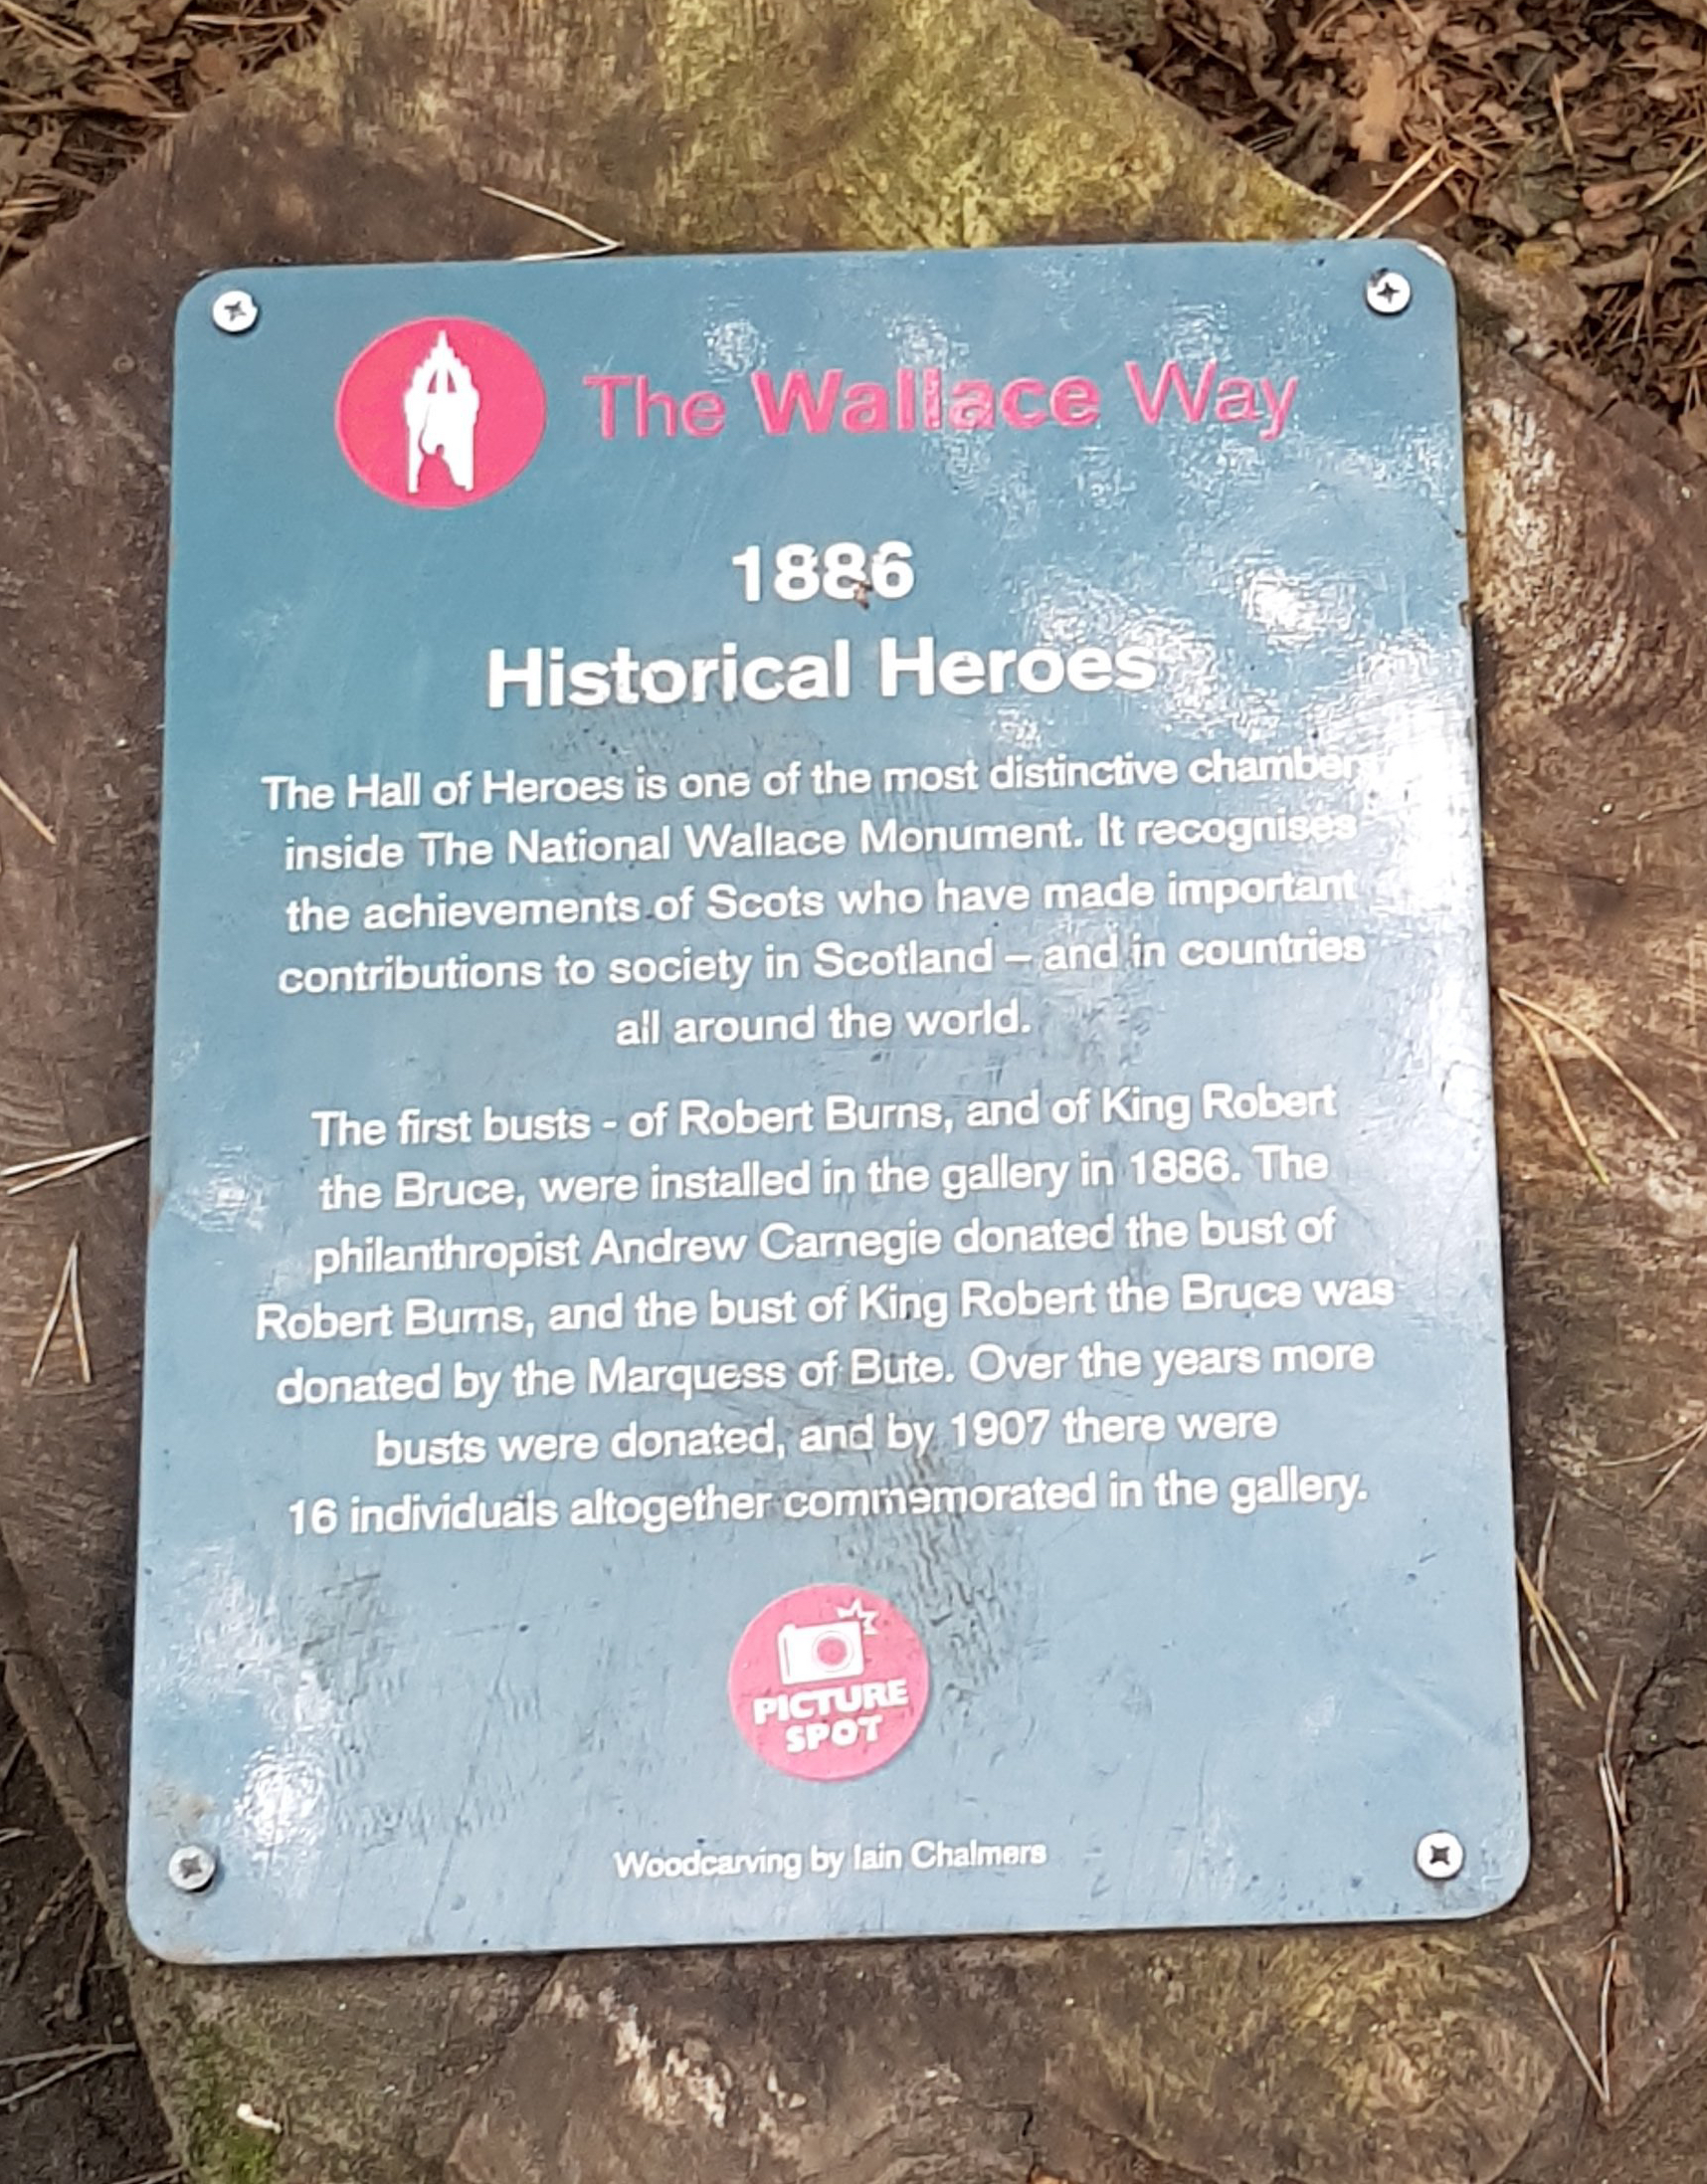 The Wallace Way
1886
Historical Heroes
The Hall of Heroes is one of the most distinctive chambers
inside The National Wallace Monument. It recognises
the achievements of Scots who have made important
contributions to society in Scotland – and in countries
all around the world.
The first busts - of Robert Burns, and of King Robert
the Bruce, were installed in the gallery in 1886. The
philanthropist Andrew Carnegie donated the bust of
Robert Burns, and the bust of King Robert the Bruce was
donated by the Marquess of Bute. Over the years more
busts were donated, and by 1907 there were
16 individuals altogether commemorated in the gallery.
PICTURE
SPOT
Woodcarving by Iain Chalmers